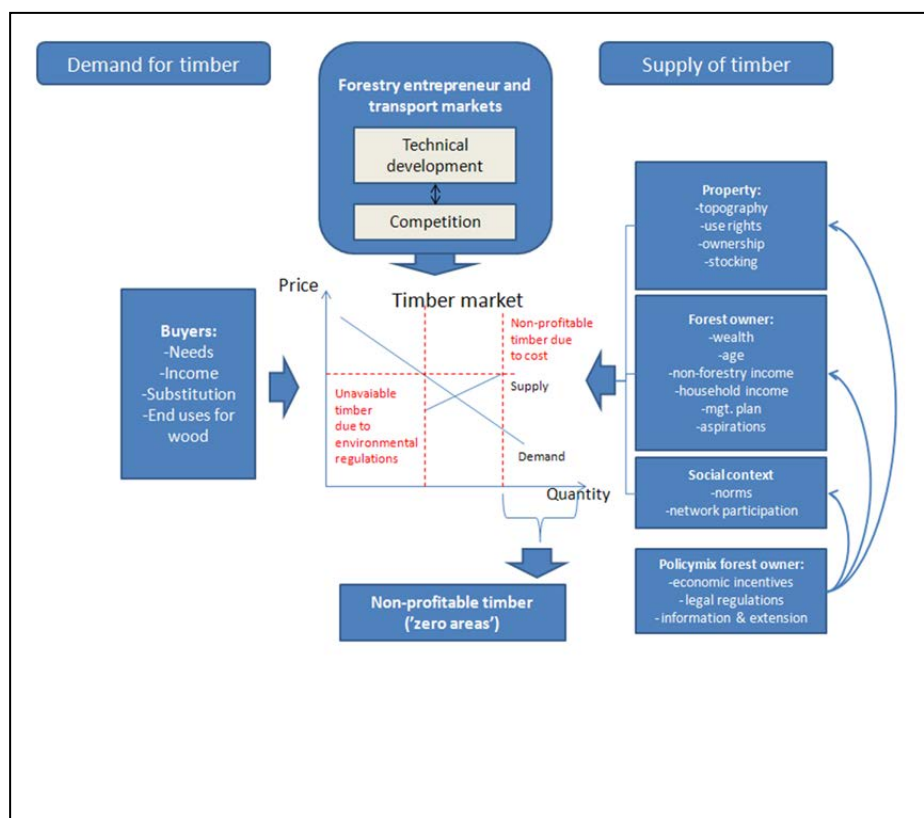 Demand for timber
Forestry entrepreneur and
transport markets
Technical
development
Competition
Supply of timber
Buyers:
-Needs
-Income
-Substitution
-End uses for
wood
Price
Timber market
Non-profitable
timber due
to cost
Supply
Unavaiable
timber
due to
environmental
regulations
Demand
Quantity
Non-profitable timber
('zero areas')
Property:
-topography
-use rights
-ownership
-stocking
Forest owner:
-wealth
-age
-non-forestry income
-household income
-mgt. plan
-aspirations
Social context
-norms
-network participation
Policymix forest owner:
-economic incentives
-legal regulations
-information & extension